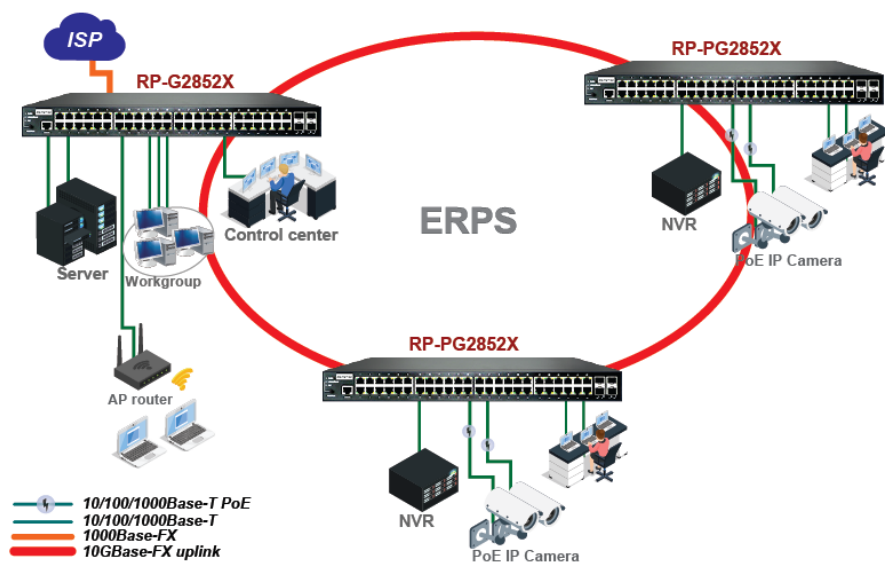 ISP
RP-G2852X
RP-PG2852X
Server
Workgroup
Control center
ERPS
NVR
PoE IP Camera
AP router
RP-PG2852X
NVR
PoE IP Camera
10/100/1000Base-T PoE
10/100/1000Base-T
1000Base-FX
10GBase-FX uplink